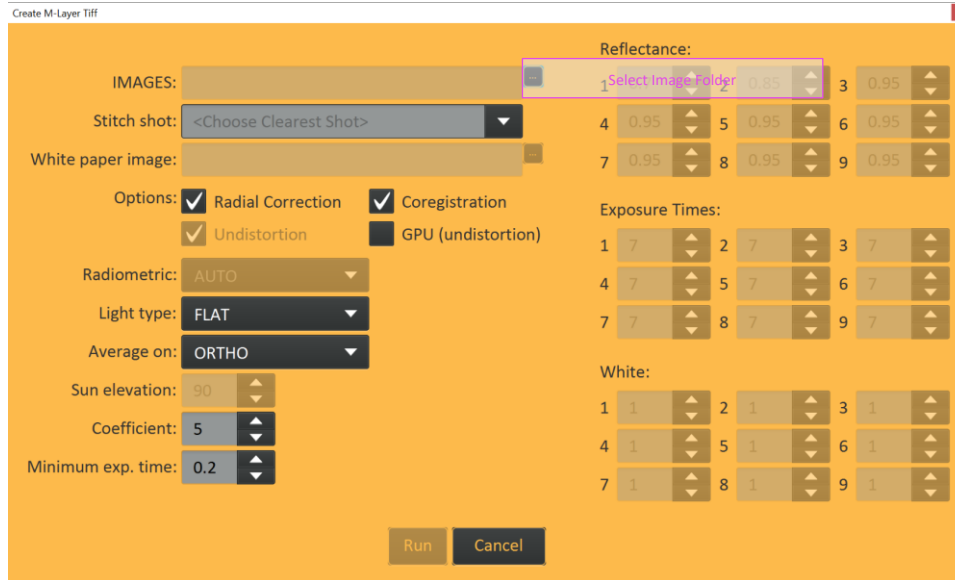 Create M-Layer Tiff
IMAGES: ...
Stitch shot: <Choose Clearest Shot>
White paper image: ...
Options: Radial Correction Coregistration
Undistortion GPU (undistortion)
Radiometric: AUTO
Light type: FLAT
Average on: ORTHO
Sun elevation: 90
Coefficient: 5
Minimum exp. time: 0.2
Run Cancel
Reflectance:
Select Image Folder
1 2 0.85 3 0.95
4 0.95 5 0.95 6 0.95
7 0.95 8 0.95 9 0.95
Exposure Times:
1 7 2 7 3 7
4 7 5 7 6 7
7 7 8 7 9 7
White:
1 1 2 1 3 1
4 1 5 1 6 1
7 1 8 1 9 1